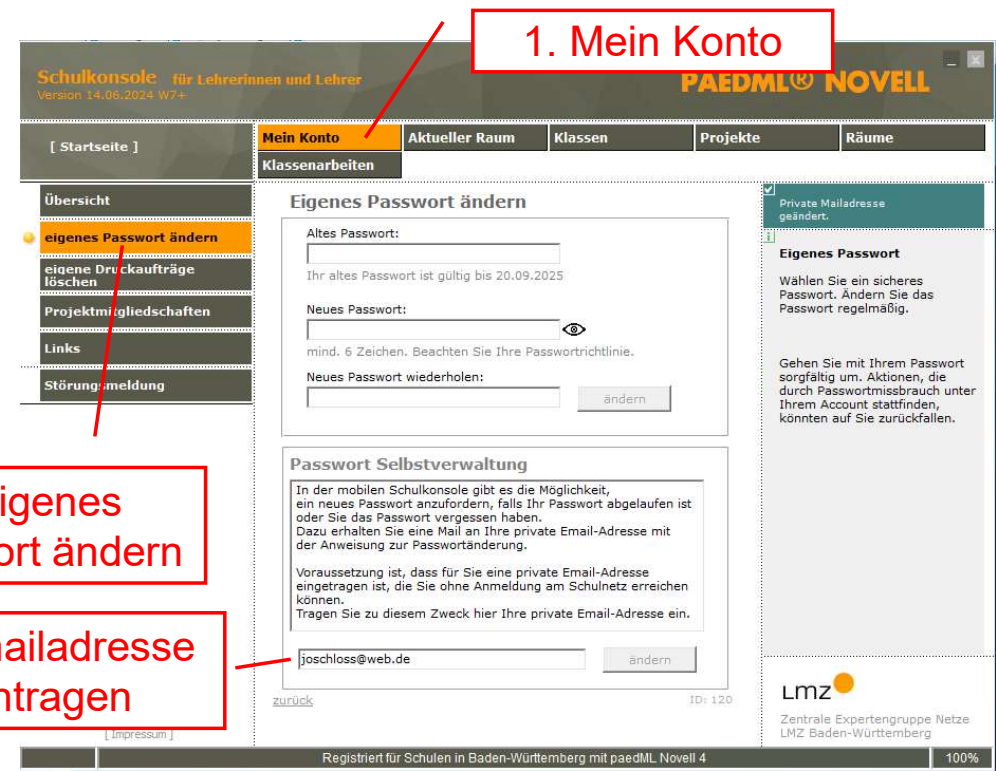 1. Mein Konto
Schulkonsole für Lehrerinnen und Lehrer
Version 14.06.2024 W7+
PAEDML® NOVELL
[ Startseite ]
Mein Konto
Aktueller Raum
Klassen
Projekte
Räume
Klassenarbeiten
Übersicht
eigenes Passwort ändern
eigene Druckaufträge
löschen
Projektmitgliedschaften
Links
Störungsmeldung
igenes
ort ändern
nailadresse
ntragen
[ Impressum ]
Eigenes Passwort ändern
Altes Passwort:
Ihr altes Passwort ist gültig bis 20.09.2025
Neues Passwort:
mind. 6 Zeichen. Beachten Sie Ihre Passwortrichtlinie.
Neues Passwort wiederholen:
ändern
Passwort Selbstverwaltung
In der mobilen Schulkonsole gibt es die Möglichkeit,
ein neues Passwort anzufordern, falls Ihr Passwort abgelaufen ist
oder Sie das Passwort vergessen haben.
Dazu erhalten Sie eine Mail an Ihre private Email-Adresse mit
der Anweisung zur Passwortänderung.
Voraussetzung ist, dass für Sie eine private Email-Adresse
eingetragen ist, die Sie ohne Anmeldung am Schulnetz erreichen
können.
Tragen Sie zu diesem Zweck hier Ihre private Email-Adresse ein.
joschloss@web.de
ändern
zurück
ID: 120
Private Mailadresse
geändert.
Eigenes Passwort
Wählen Sie ein sicheres
Passwort. Ändern Sie das
Passwort regelmäßig.
Gehen Sie mit Ihrem Passwort
sorgfältig um. Aktionen, die
durch Passwortmissbrauch unter
Ihrem Account stattfinden,
könnten auf Sie zurückfallen.
LMZ
Zentrale Expertengruppe Netze
LMZ Baden-Württemberg
Registriert für Schulen in Baden-Württemberg mit paedML Novell 4
100%